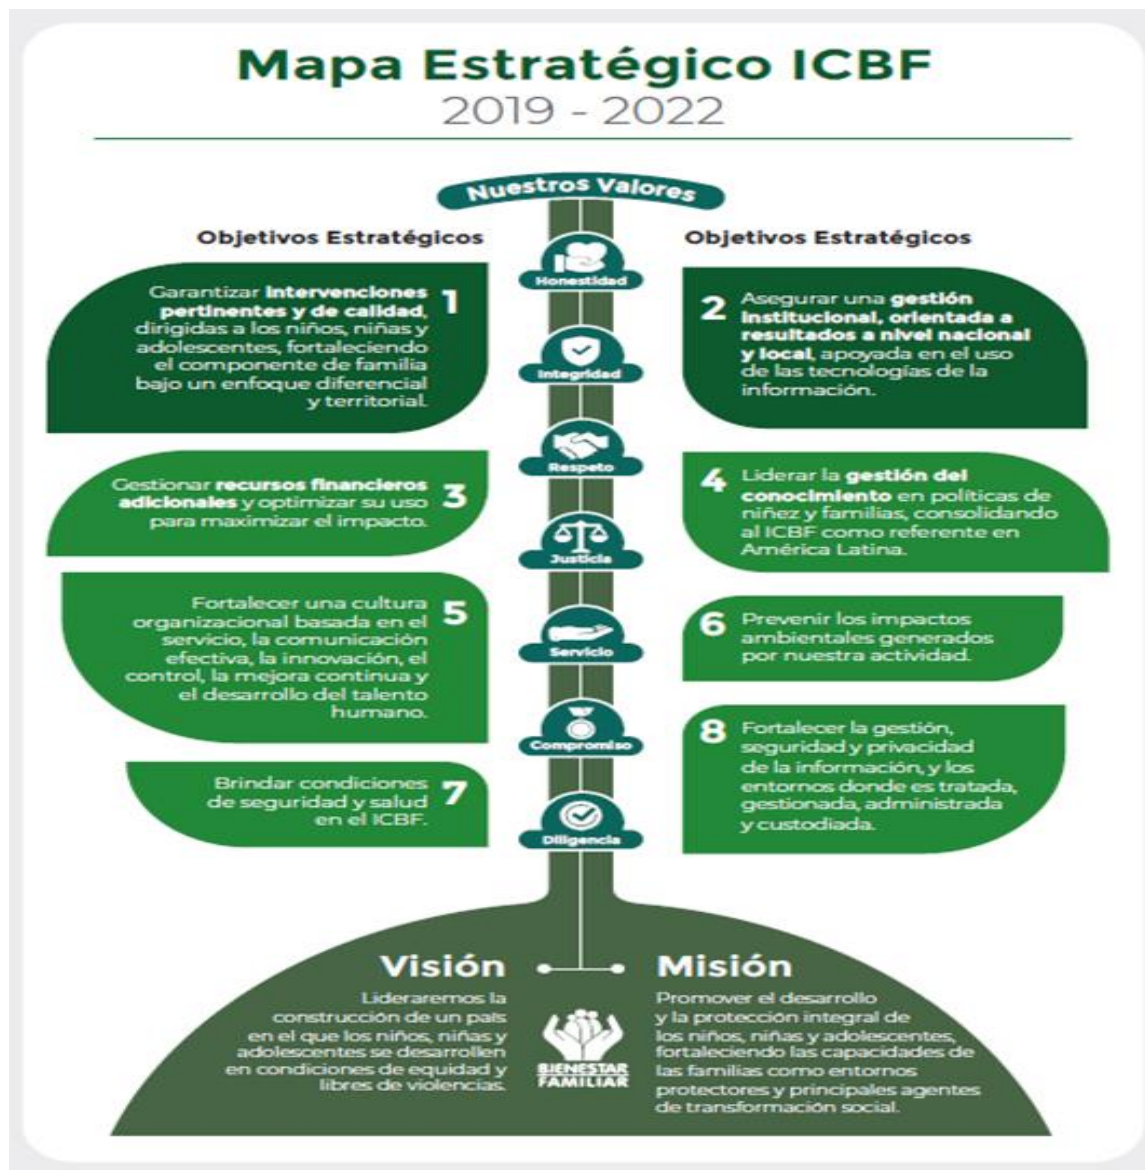 Mapa Estratégico ICBF
2019 - 2022
Nuestros Valores
Objetivos Estratégicos
1
Garantizar intervenciones
pertinentes y de calidad,
dirigidas a los niños, niñas y
adolescentes, fortaleciendo
el componente de familia
bajo un enfoque diferencial
y territorial.
Objetivos Estratégicos
2
Asegurar una gestión
institucional, orientada a
resultados a nivel nacional
y local, apoyada en el uso
de las tecnologías de la
información.
3
Gestionar recursos financieros
adicionales y optimizar su uso
para maximizar el impacto.
4
Liderar la gestión del
conocimiento en políticas de
niñez y familias, consolidando
al ICBF como referente en
América Latina.
5
Fortalecer una cultura
organizacional basada en el
servicio, la comunicación
efectiva, la innovación, el
control, la mejora continua y
el desarrollo del talento
humano.
6
Prevenir los impactos
ambientales generados
por nuestra actividad.
7
Brindar condiciones
de seguridad y salud
en el ICBF.
8
Fortalecer la gestión,
seguridad y privacidad
de la información, y los
entornos donde es tratada,
gestionada, administrada
y custodiada.
Honestidad
Integridad
Respeto
Justicia
Servicio
Compromiso
Diligencia
Visión
Lideraremos la
construcción de un país
en el que los niños, niñas y
adolescentes se desarrollen
en condiciones de equidad y
libres de violencias.
BIENESTAR
FAMILIAR
Misión
Promover el desarrollo
y la protección integral de
los niños, niñas y adolescentes,
fortaleciendo las capacidades de
las familias como entornos
protectores y principales agentes
de transformación social.